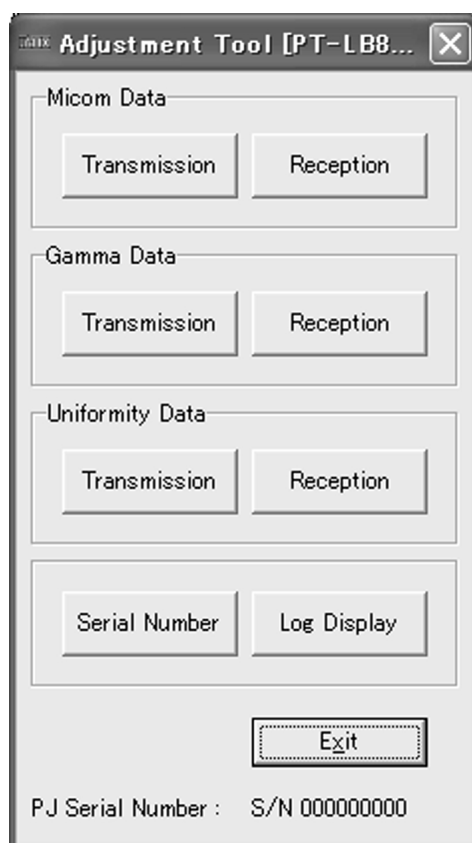 Adjustment Tool [PT-LB8...
Micom Data
Transmission Reception
Gamma Data
Transmission Reception
Uniformity Data
Transmission Reception
Serial Number Log Display
Exit
PJ Serial Number : S/N 000000000